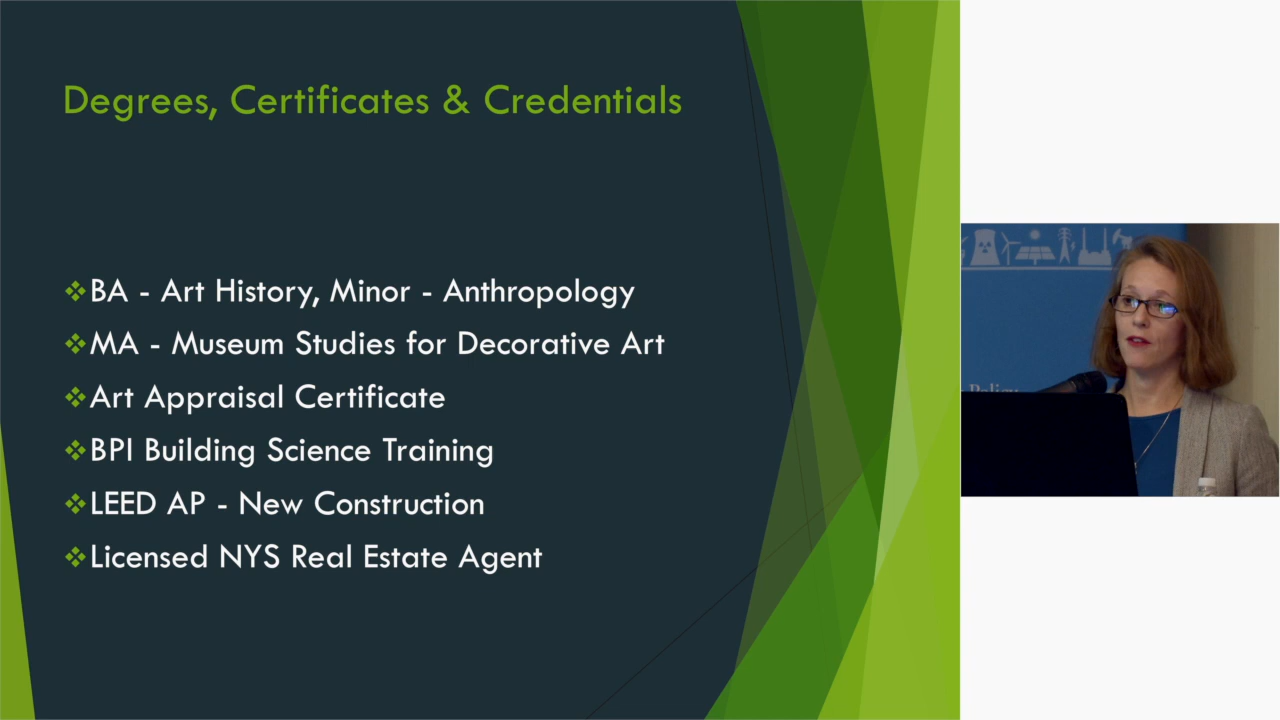 Degrees, Certificates & Credentials
❖BA - Art History, Minor - Anthropology
❖MA - Museum Studies for Decorative Art
❖Art Appraisal Certificate
❖BPI Building Science Training
❖LEED AP - New Construction
❖Licensed NYS Real Estate Agent
Policy